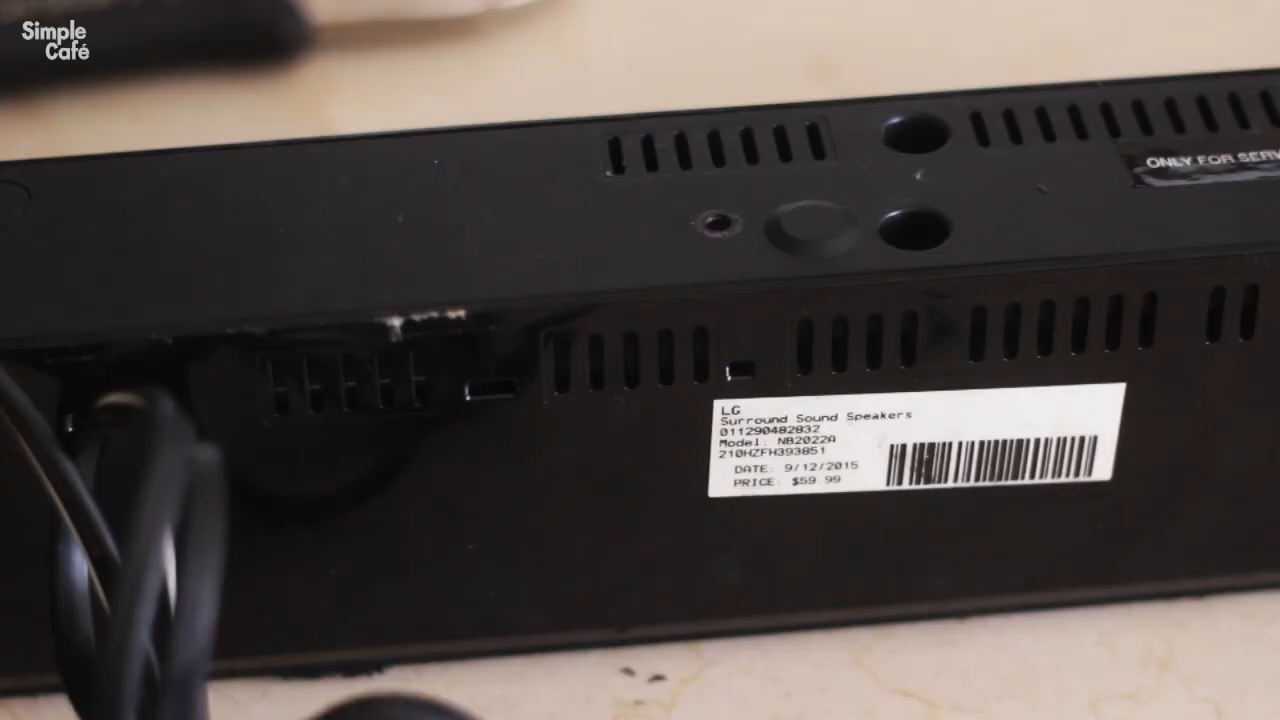 Simple
Café
ONLY FOR SERV
LG
Surround Sound Speakers
011290482832
Model: NB2022A
210HZFH393851
DATE: 9/12/2015
PRICE: $59.99